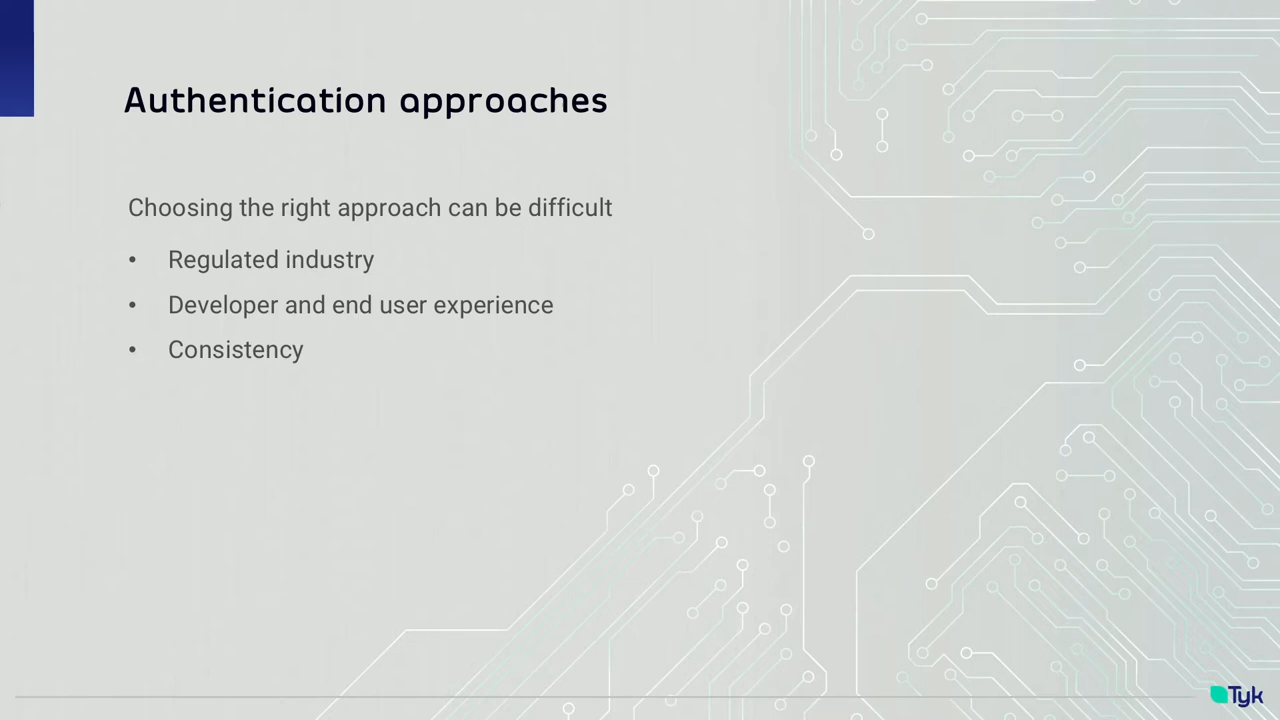 Authentication approaches
Choosing the right approach can be difficult
• Regulated industry
• Developer and end user experience
• Consistency
Tyk